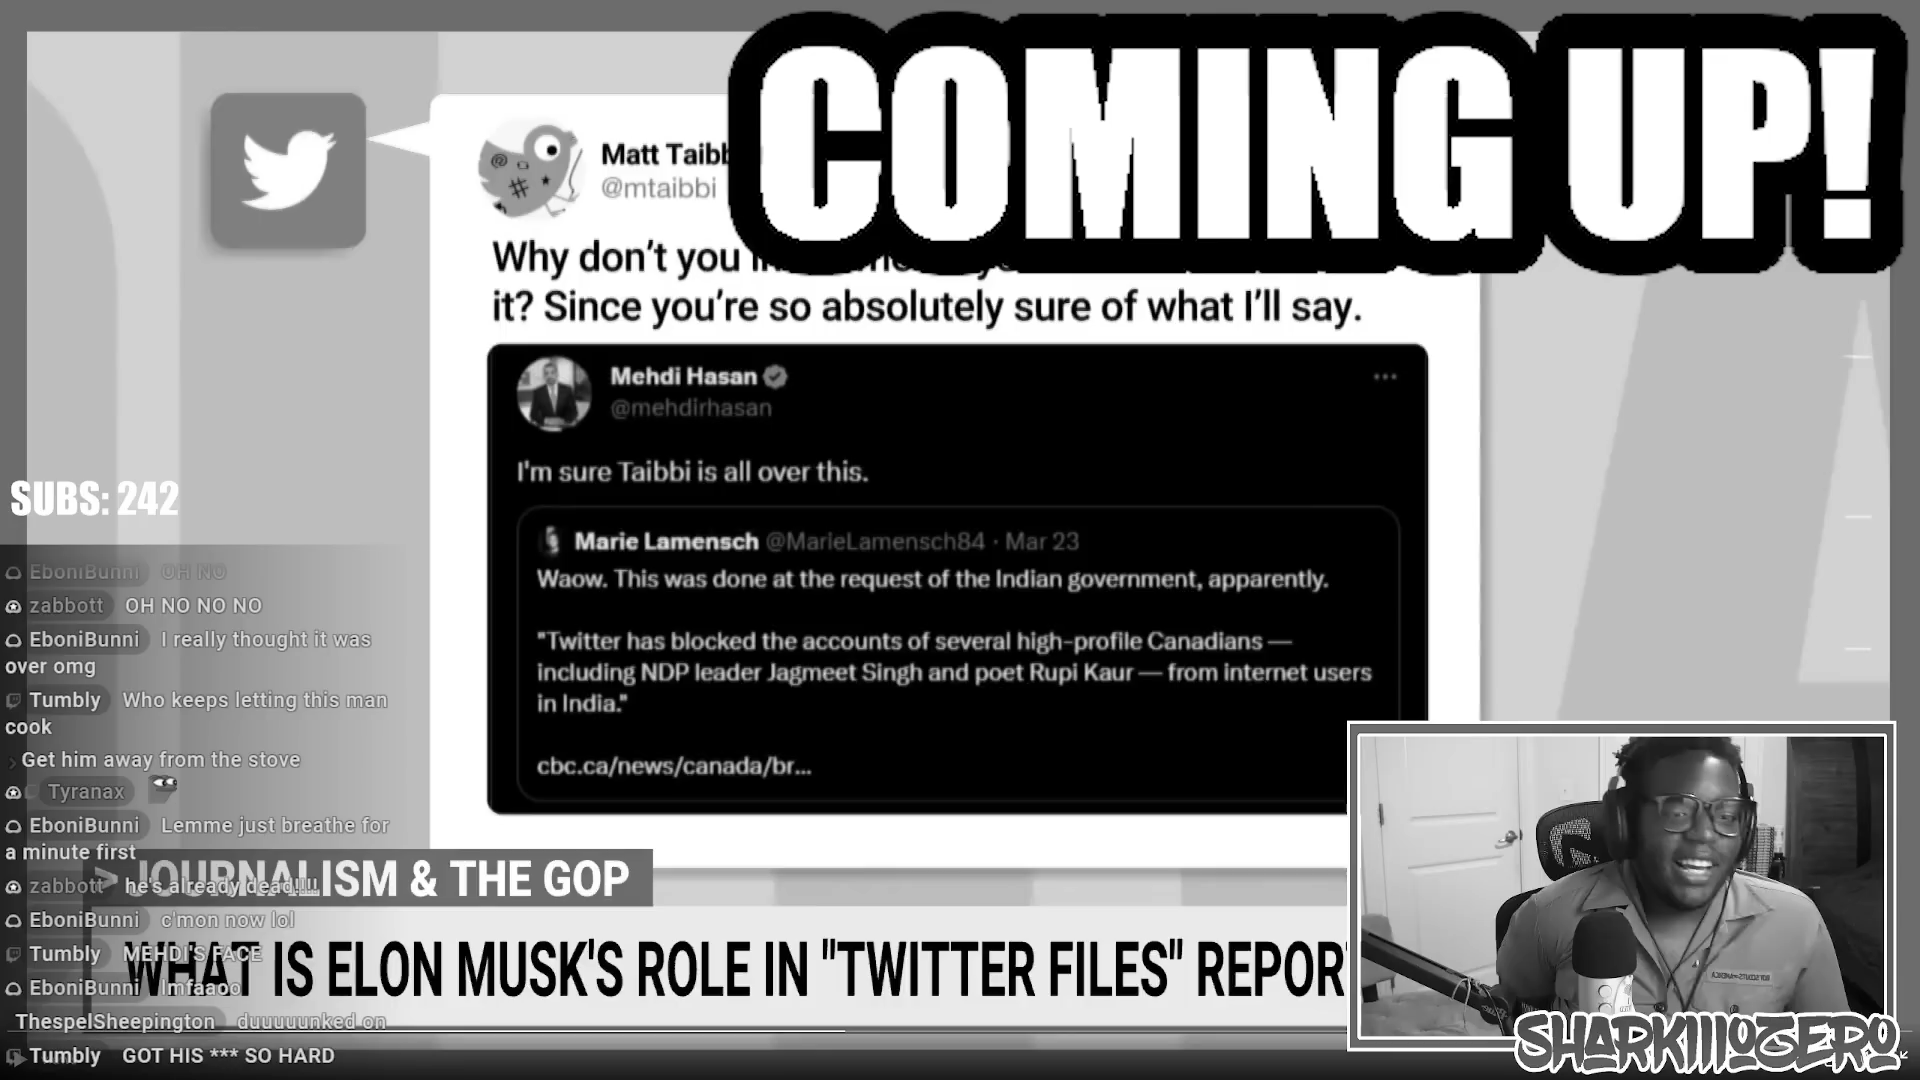 COMING UP!
Matt Taibb
@mtaibbi
Why don't you
it? Since you're so absolutely sure of what I'll say.
Mehdi Hasan
@mehdirhasan
I'm sure Taibbi is all over this.
Marie Lamensch @MarieLamensch84 · Mar 23
Waow. This was done at the request of the Indian government, apparently.
"Twitter has blocked the accounts of several high-profile Canadians —
including NDP leader Jagmeet Singh and poet Rupi Kaur — from internet users
in India."
cbc.ca/news/canada/br...
SUBS: 242
EboniBunni OH NO
zabbott OH NO NO NO
EboniBunni I really thought it was
over omg
Tumbly Who keeps letting this man
cook
Get him away from the stove
Tyranax
EboniBunni Lemme just breathe for
a minute first
zabbott he's already dead!!!!
EboniBunni c'mon now lol
Tumbly MEHDI'S FACE
EboniBunni lmfaaoo
ThespelSheepington duuuuunked on
Tumbly GOT HIS *** SO HARD
> JOURNALISM & THE GOP
WHAT IS ELON MUSK'S ROLE IN "TWITTER FILES" REPOR
BOY SCOUTS OF AMERICA
SHARK3OZERO